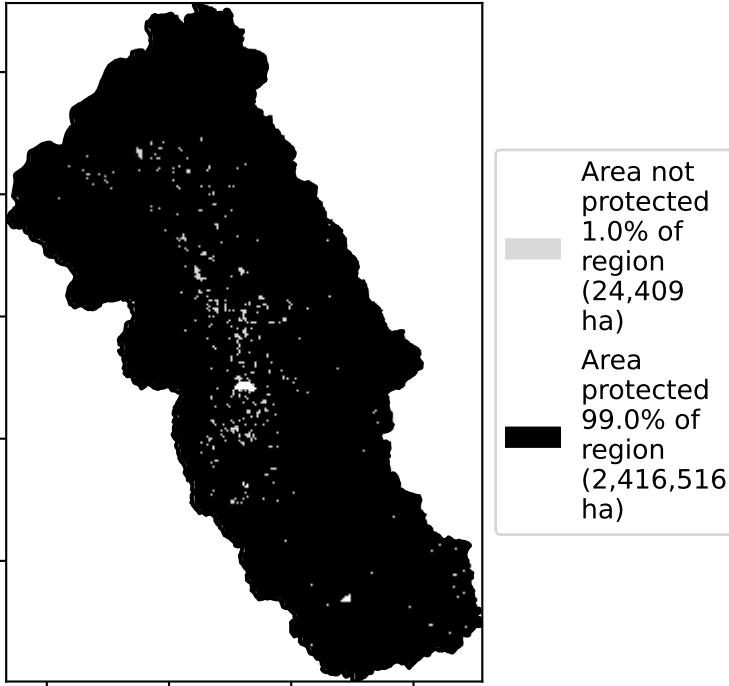 Area not
protected
1.0% of
region
(24,409
ha)
Area
protected
99.0% of
region
(2,416,516
ha)